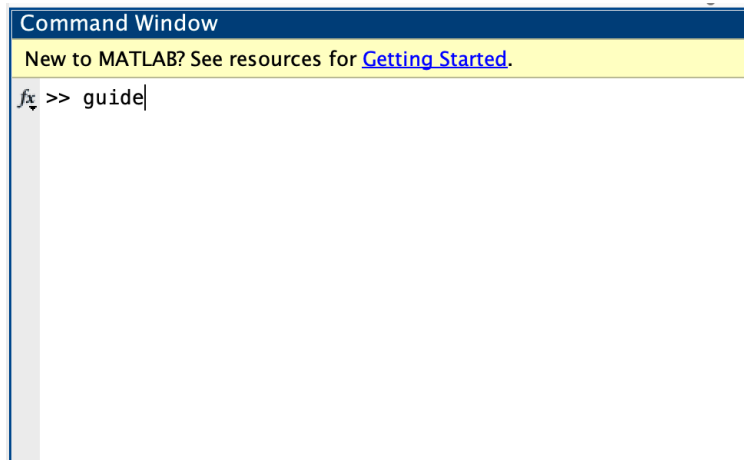 Command Window
New to MATLAB? See resources for Getting Started.
fx >> guide